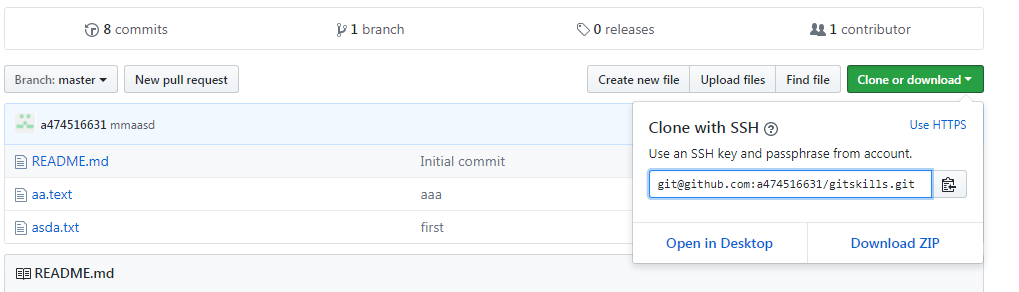 8 commits 1 branch 0 releases 1 contributor
Branch: master New pull request Create new file Upload files Find file Clone or download
a474516631 mmaasd
README.md Initial commit
aa.text aaa
asda.txt first
README.md
Clone with SSH Use HTTPS
Use an SSH key and passphrase from account.
git@github.com:a474516631/gitskills.git
Open in Desktop Download ZIP